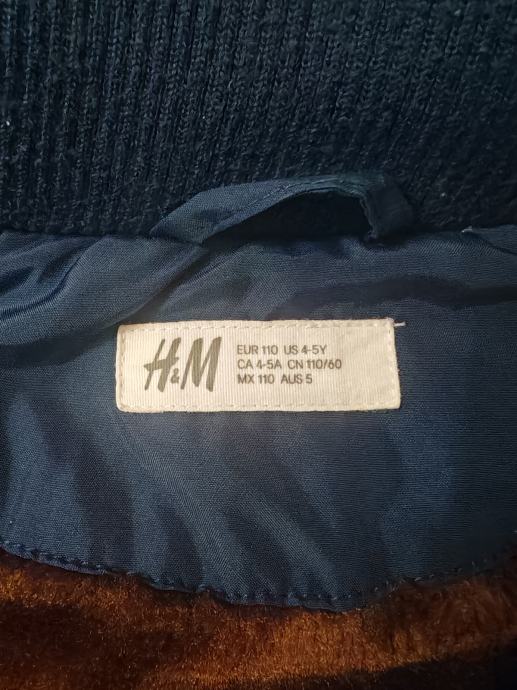 H&M
EUR 110 US 4-5Y
CA 4-5A CN 110/60
MX 110 AUS 5